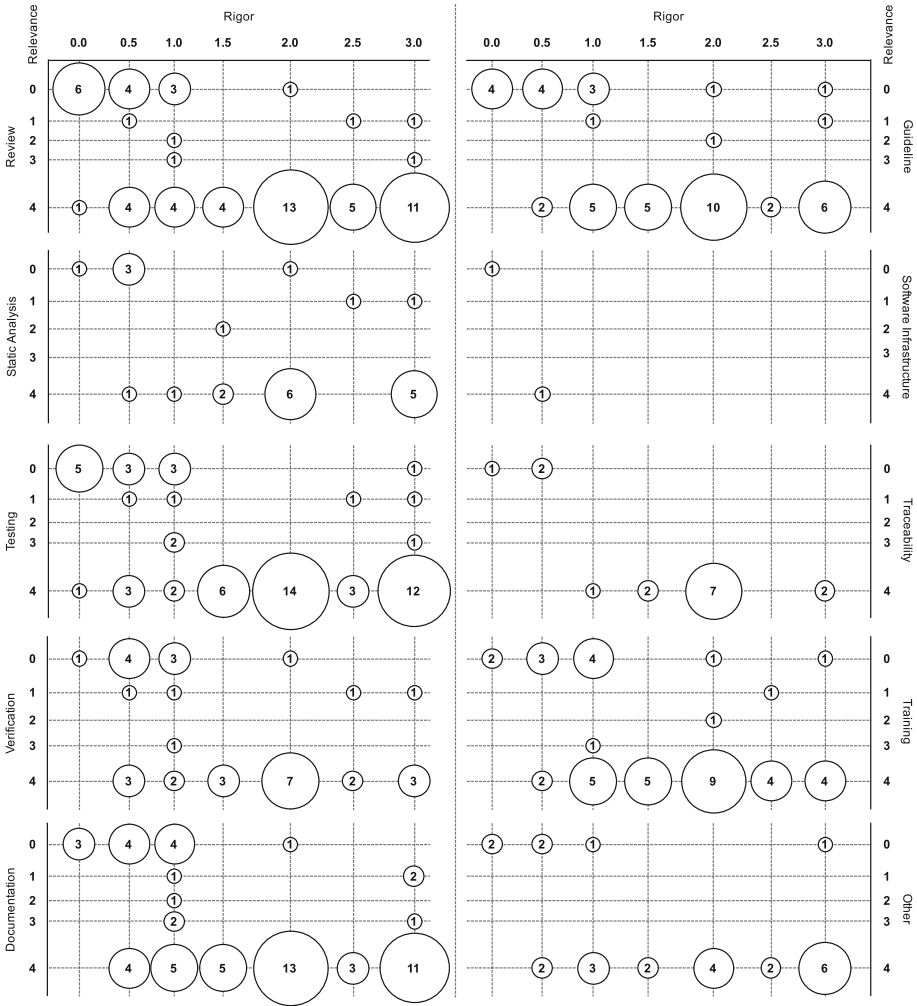 Rigor Rigor
Relevance 0.0 0.5 1.0 1.5 2.0 2.5 3.0 0.0 0.5 1.0 1.5 2.0 2.5 3.0 Relevance
Review
0 6 4 3 1 4 4 3 1 1 0
1 1 1 1 1 1 1
2 1 1 2
3 1 1 3
4 1 4 4 4 13 5 11 2 5 5 10 2 6 4
Guideline
Static Analysis
0 1 3 1 1 0
1 1 1 1
2 1 2
3 3
4 1 1 2 6 5 1 4
Software Infrastructure
Testing
0 5 3 3 1 1 2 0
1 1 1 1 1 1
2 2
3 2 1 3
4 1 3 2 6 14 3 12 1 2 7 2 4
Traceability
Verification
0 1 4 3 1 2 3 4 1 1 0
1 1 1 1 1 1 1
2 1 2
3 1 1 3
4 3 2 3 7 2 3 2 5 5 9 4 4 4
Training
Documentation
0 3 4 4 1 2 2 1 1 0
1 1 2 1
2 1 2
3 2 1 3
4 4 5 5 13 3 11 2 3 2 4 2 6 4
Other